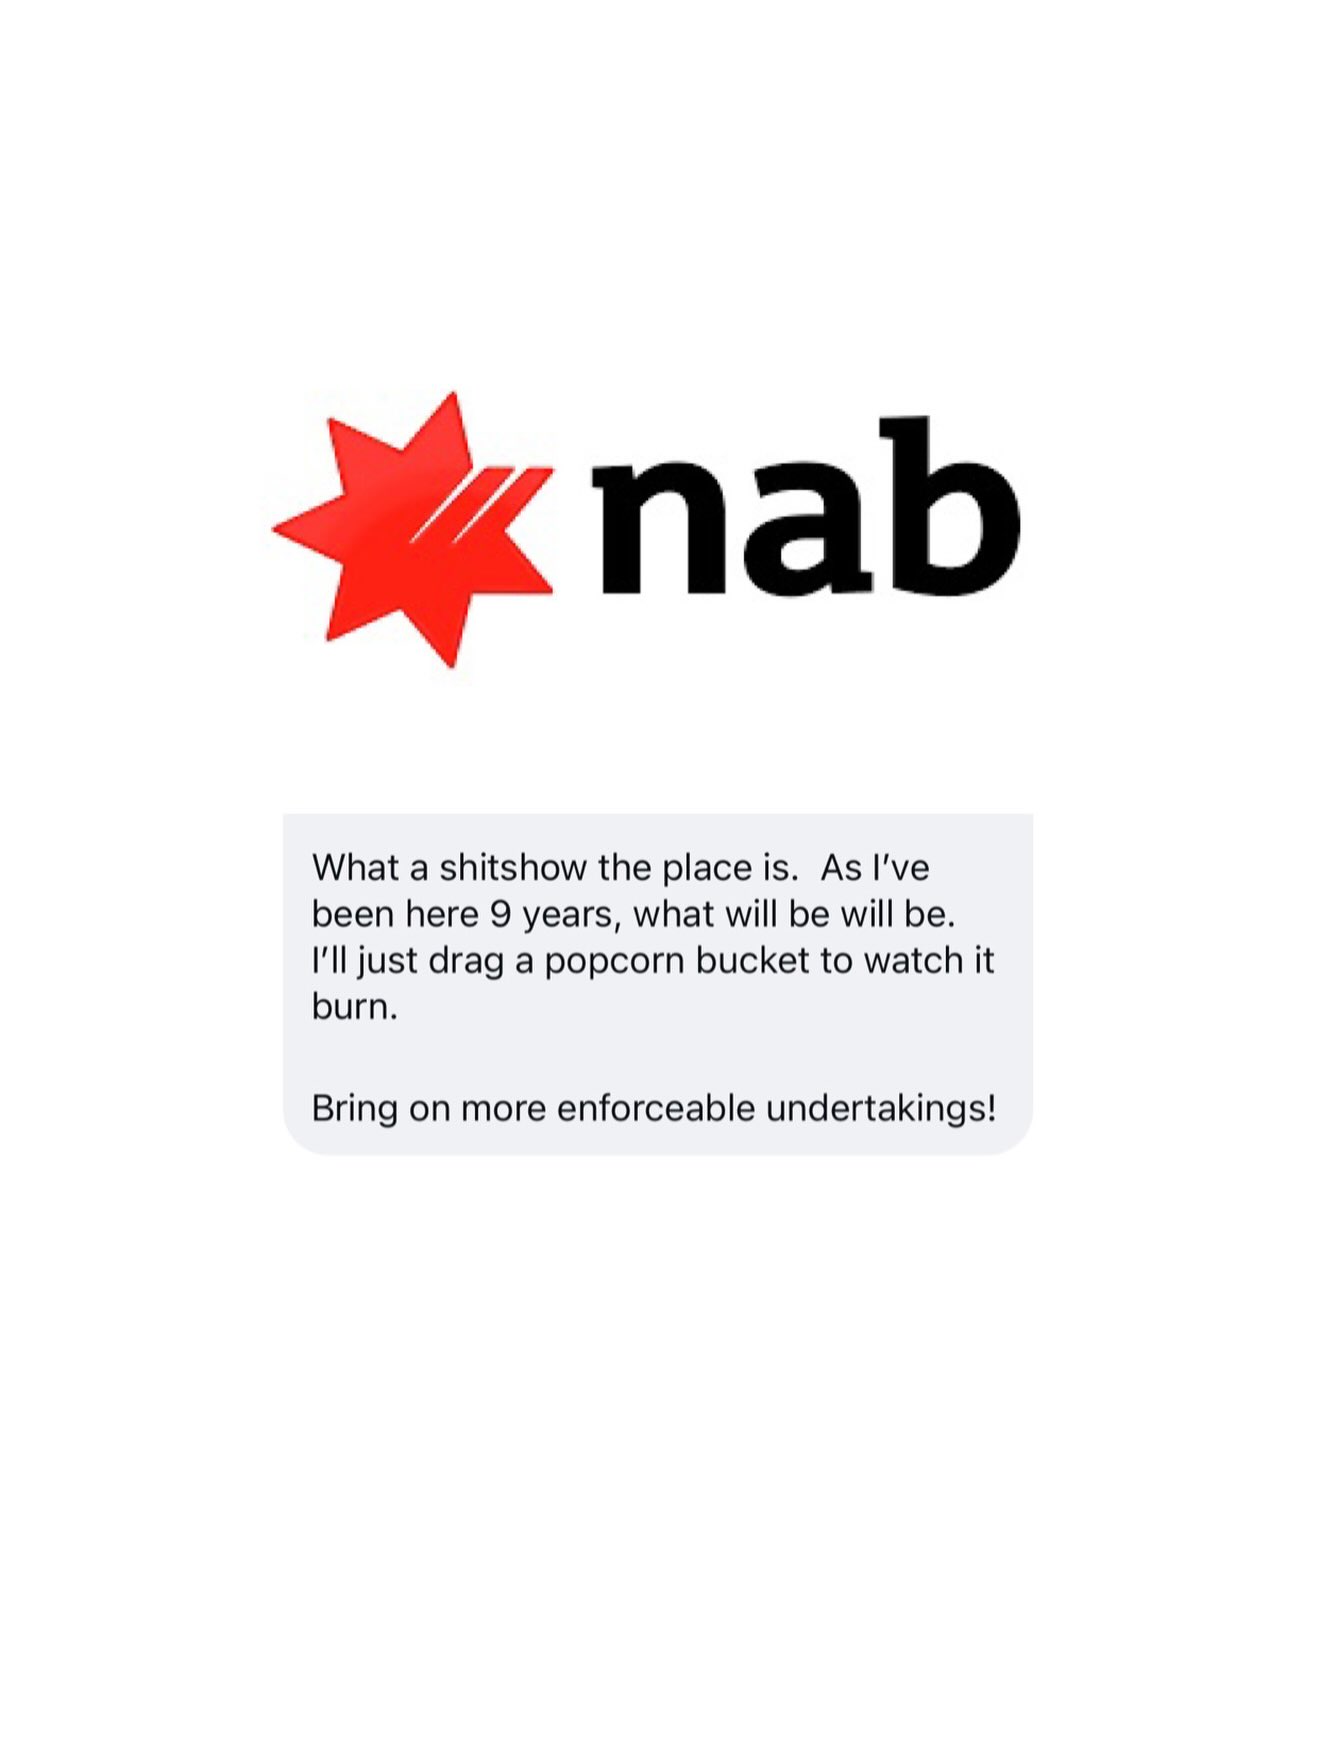 nab
What a shitshow the place is.  As I’ve
been here 9 years, what will be will be.
I’ll just drag a popcorn bucket to watch it
burn.
Bring on more enforceable undertakings!